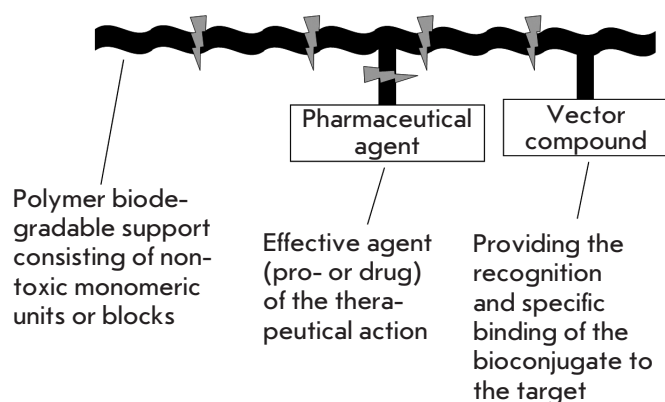 Pharmaceutical
agent
Vector
compound
Polymer biode-
gradable support
consisting of non-
toxic monomeric
units or blocks
Effective agent
(pro- or drug)
of the thera-
peutical action
Providing the
recognition
and specific
binding of the
bioconjugate to
the target